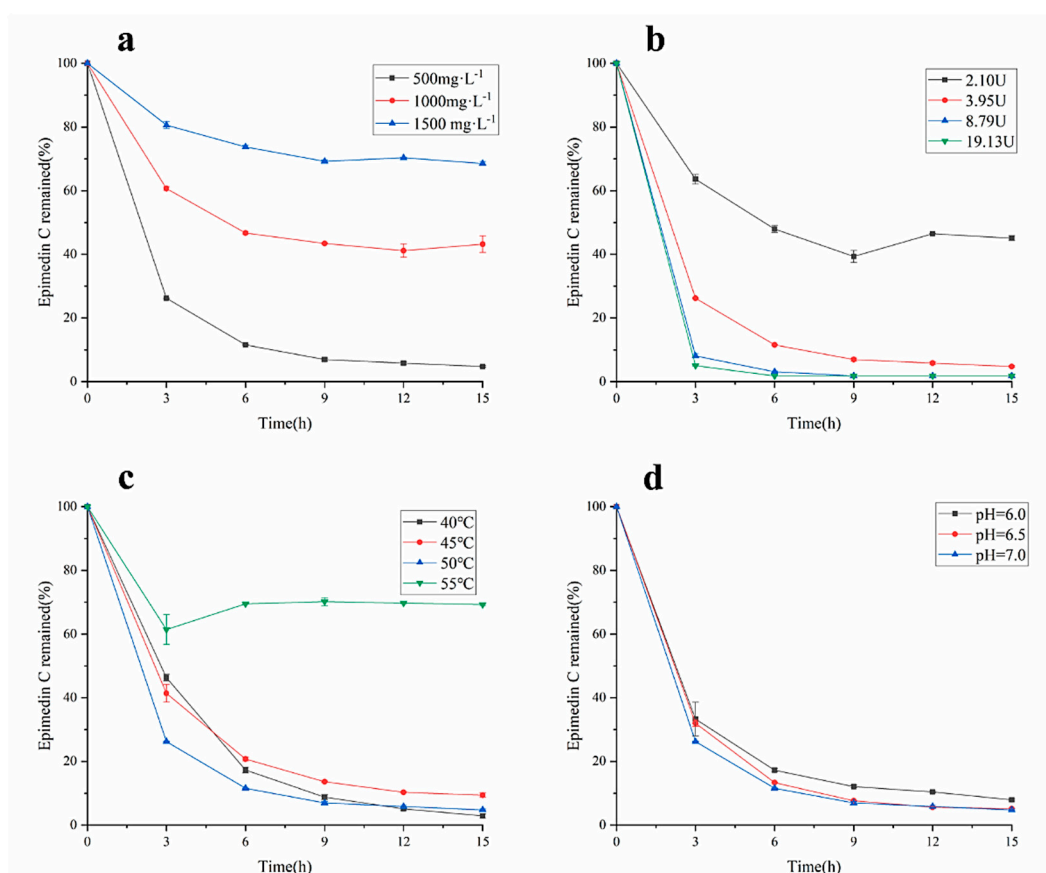 a
b
Epimedin C remained(%)
100
80
60
40
20
0
0 3 6 9 12 15
Time(h)
500mg·L-1
1000mg·L-1
1500 mg·L-1
Epimedin C remained(%)
100
80
60
40
20
0
0 3 6 9 12 15
Time(h)
2.10U
3.95U
8.79U
19.13U
c
d
Epimedin C remained(%)
100
80
60
40
20
0
0 3 6 9 12 15
Time(h)
40°C
45°C
50°C
55°C
Epimedin C remained(%)
100
80
60
40
20
0
0 3 6 9 12 15
Time(h)
pH=6.0
pH=6.5
pH=7.0